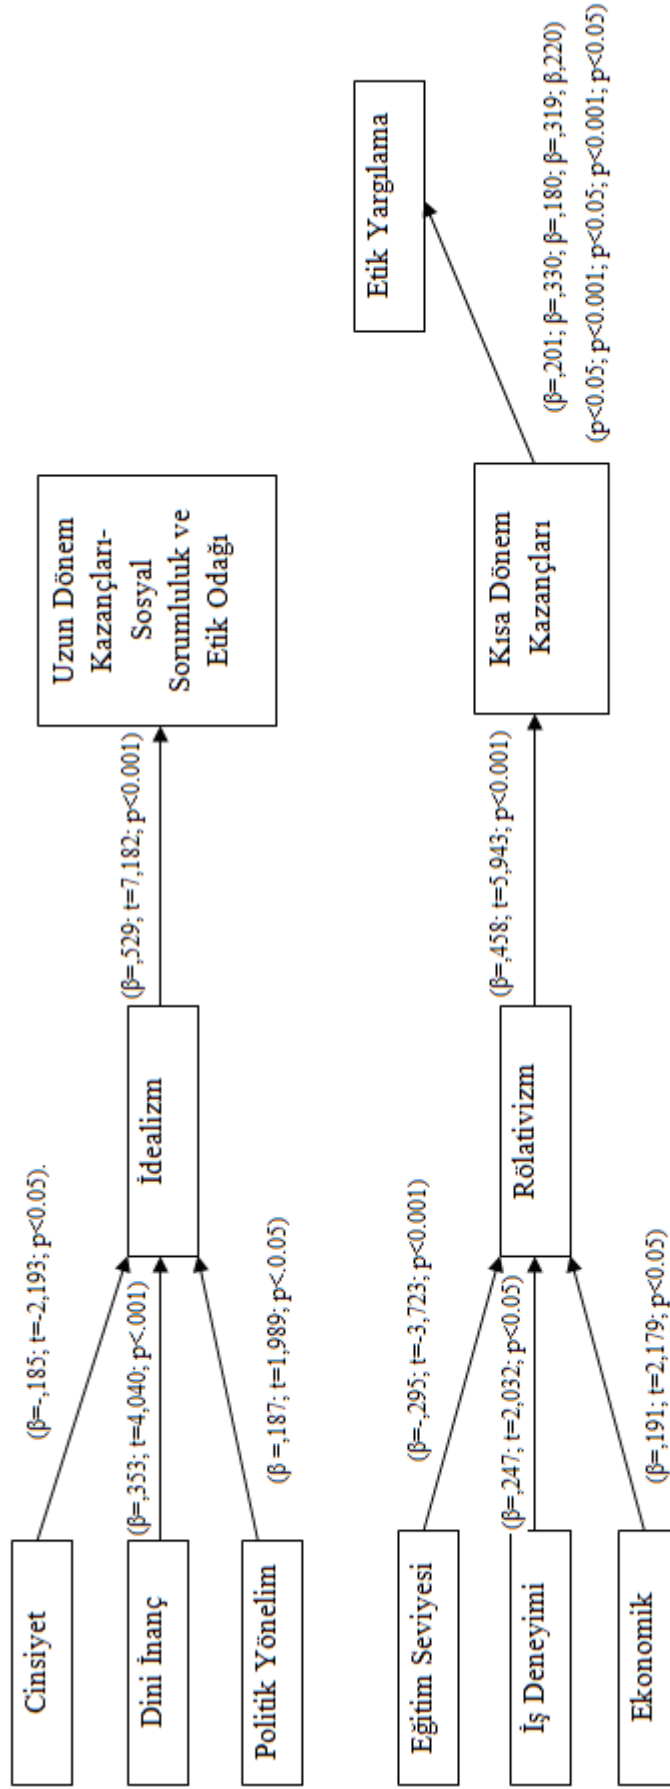 Cinsiyet
(β=-,185; t=-2,193; p<0.05).
Dini İnanç
(β=,353; t=4,040; p<.001)
Politik Yönelim
(β =,187; t=1,989; p<.0.05)
İdealizm
(β=,529; t=7,182; p<0.001)
Uzun Dönem
Kazançları-
Sosyal
Sorumluluk ve
Etik Odağı
Eğitim Seviyesi
(β=-,295; t=-3,723; p<0.001)
İş Deneyimi
(β=,247; t=2,032; p<0.05)
Ekonomik
(β=,191; t=2,179; p<0.05)
Rölativizm
(β=,458; t=5,943; p<0.001)
Kısa Dönem
Kazançları
Etik Yargılama
(β=,201; β=,330; β=,180; β=,319; β,220)
(p<0.05; p<0.001; p<0.05; p<0.001; p<0.05)